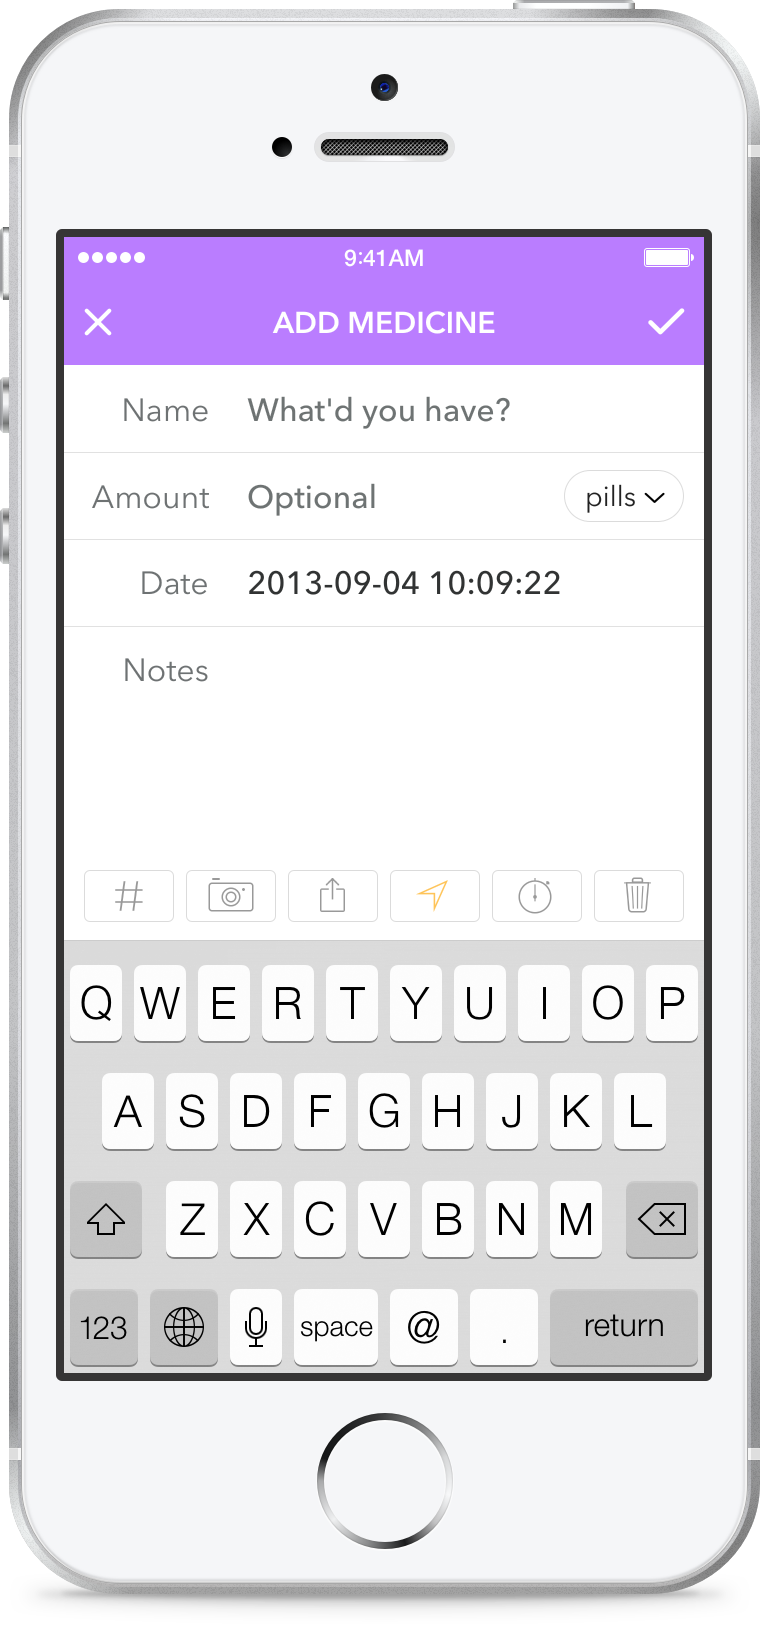 9:41AM
ADD MEDICINE
Name What'd you have?
Amount Optional pills
Date 2013-09-04 10:09:22
Notes
#
Q W E R T Y U I O P
A S D F G H J K L
Z X C V B N M
123 space @ . return